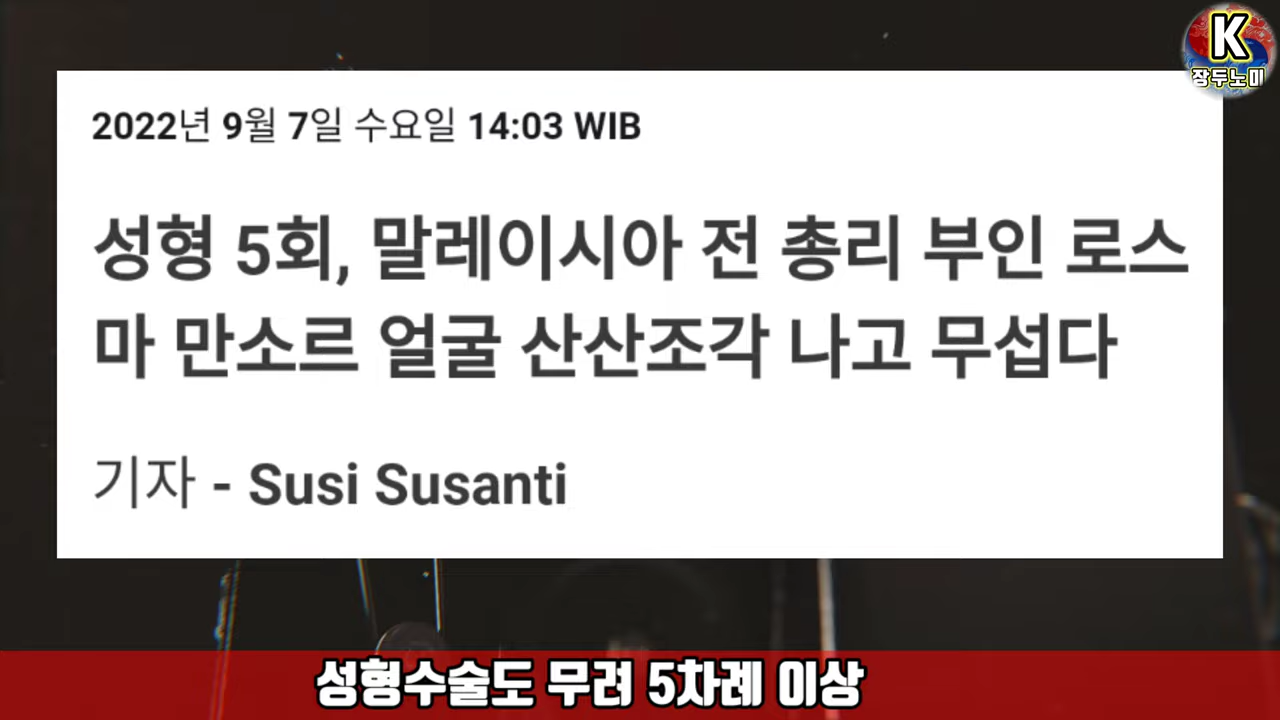 K
장두노미
2022년 9월 7일 수요일 14:03 WIB
성형 5회, 말레이시아 전 총리 부인 로스
마 만소르 얼굴 산산조각 나고 무섭다
기자 - Susi Susanti
성형수술도 무려 5차례 이상